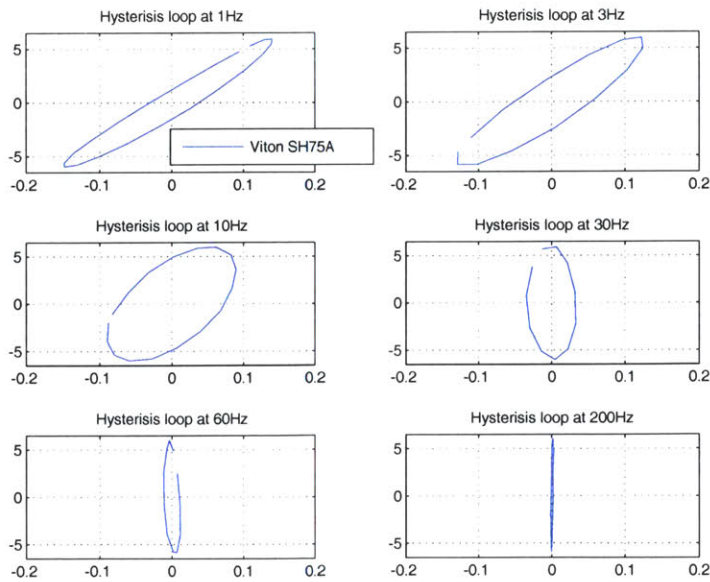 Hysterisis loop at 1Hz
Hysterisis loop at 3Hz
5
0
-5
-0.2 -0.1 0 0.1 0.2
Viton SH75A
5
0
-5
-0.2 -0.1 0 0.1 0.2
Hysterisis loop at 10Hz
Hysterisis loop at 30Hz
5
0
-5
-0.2 -0.1 0 0.1 0.2
5
0
-5
-0.2 -0.1 0 0.1 0.2
Hysterisis loop at 60Hz
Hysterisis loop at 200Hz
5
0
-5
-0.2 -0.1 0 0.1 0.2
5
0
-5
-0.2 -0.1 0 0.1 0.2